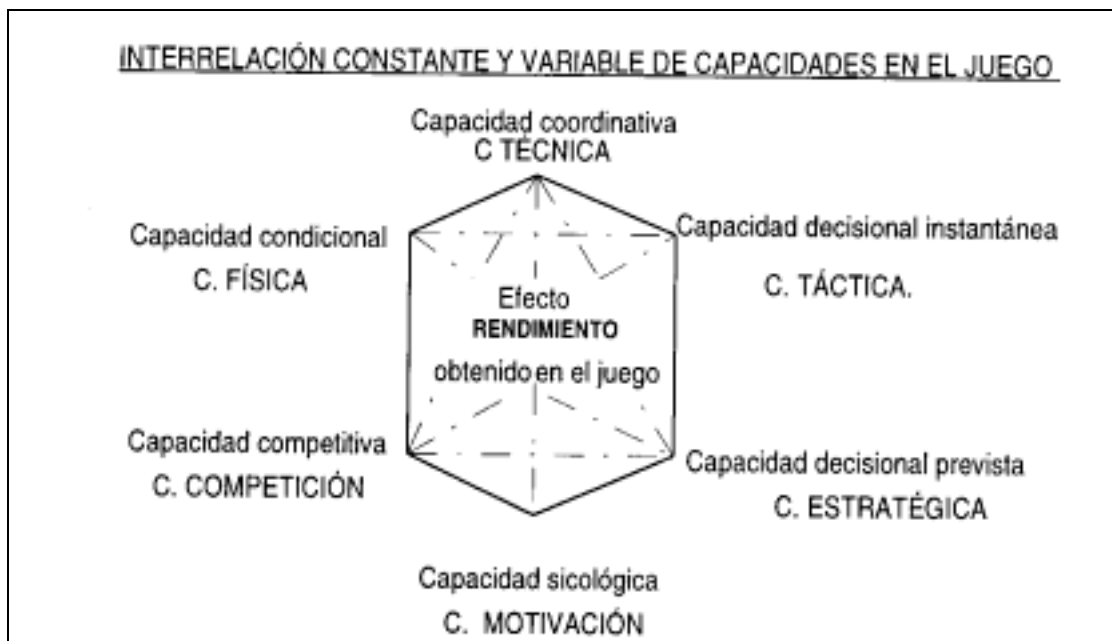 INTERRELACIÓN CONSTANTE Y VARIABLE DE CAPACIDADES EN EL JUEGO
Capacidad coordinativa
C TÉCNICA
Capacidad condicional
C. FÍSICA
Capacidad decisional instantánea
C. TÁCTICA.
Efecto
RENDIMIENTO
obtenido en el juego
Capacidad competitiva
C. COMPETICIÓN
Capacidad decisional prevista
C. ESTRATÉGICA
Capacidad sicológica
C. MOTIVACIÓN